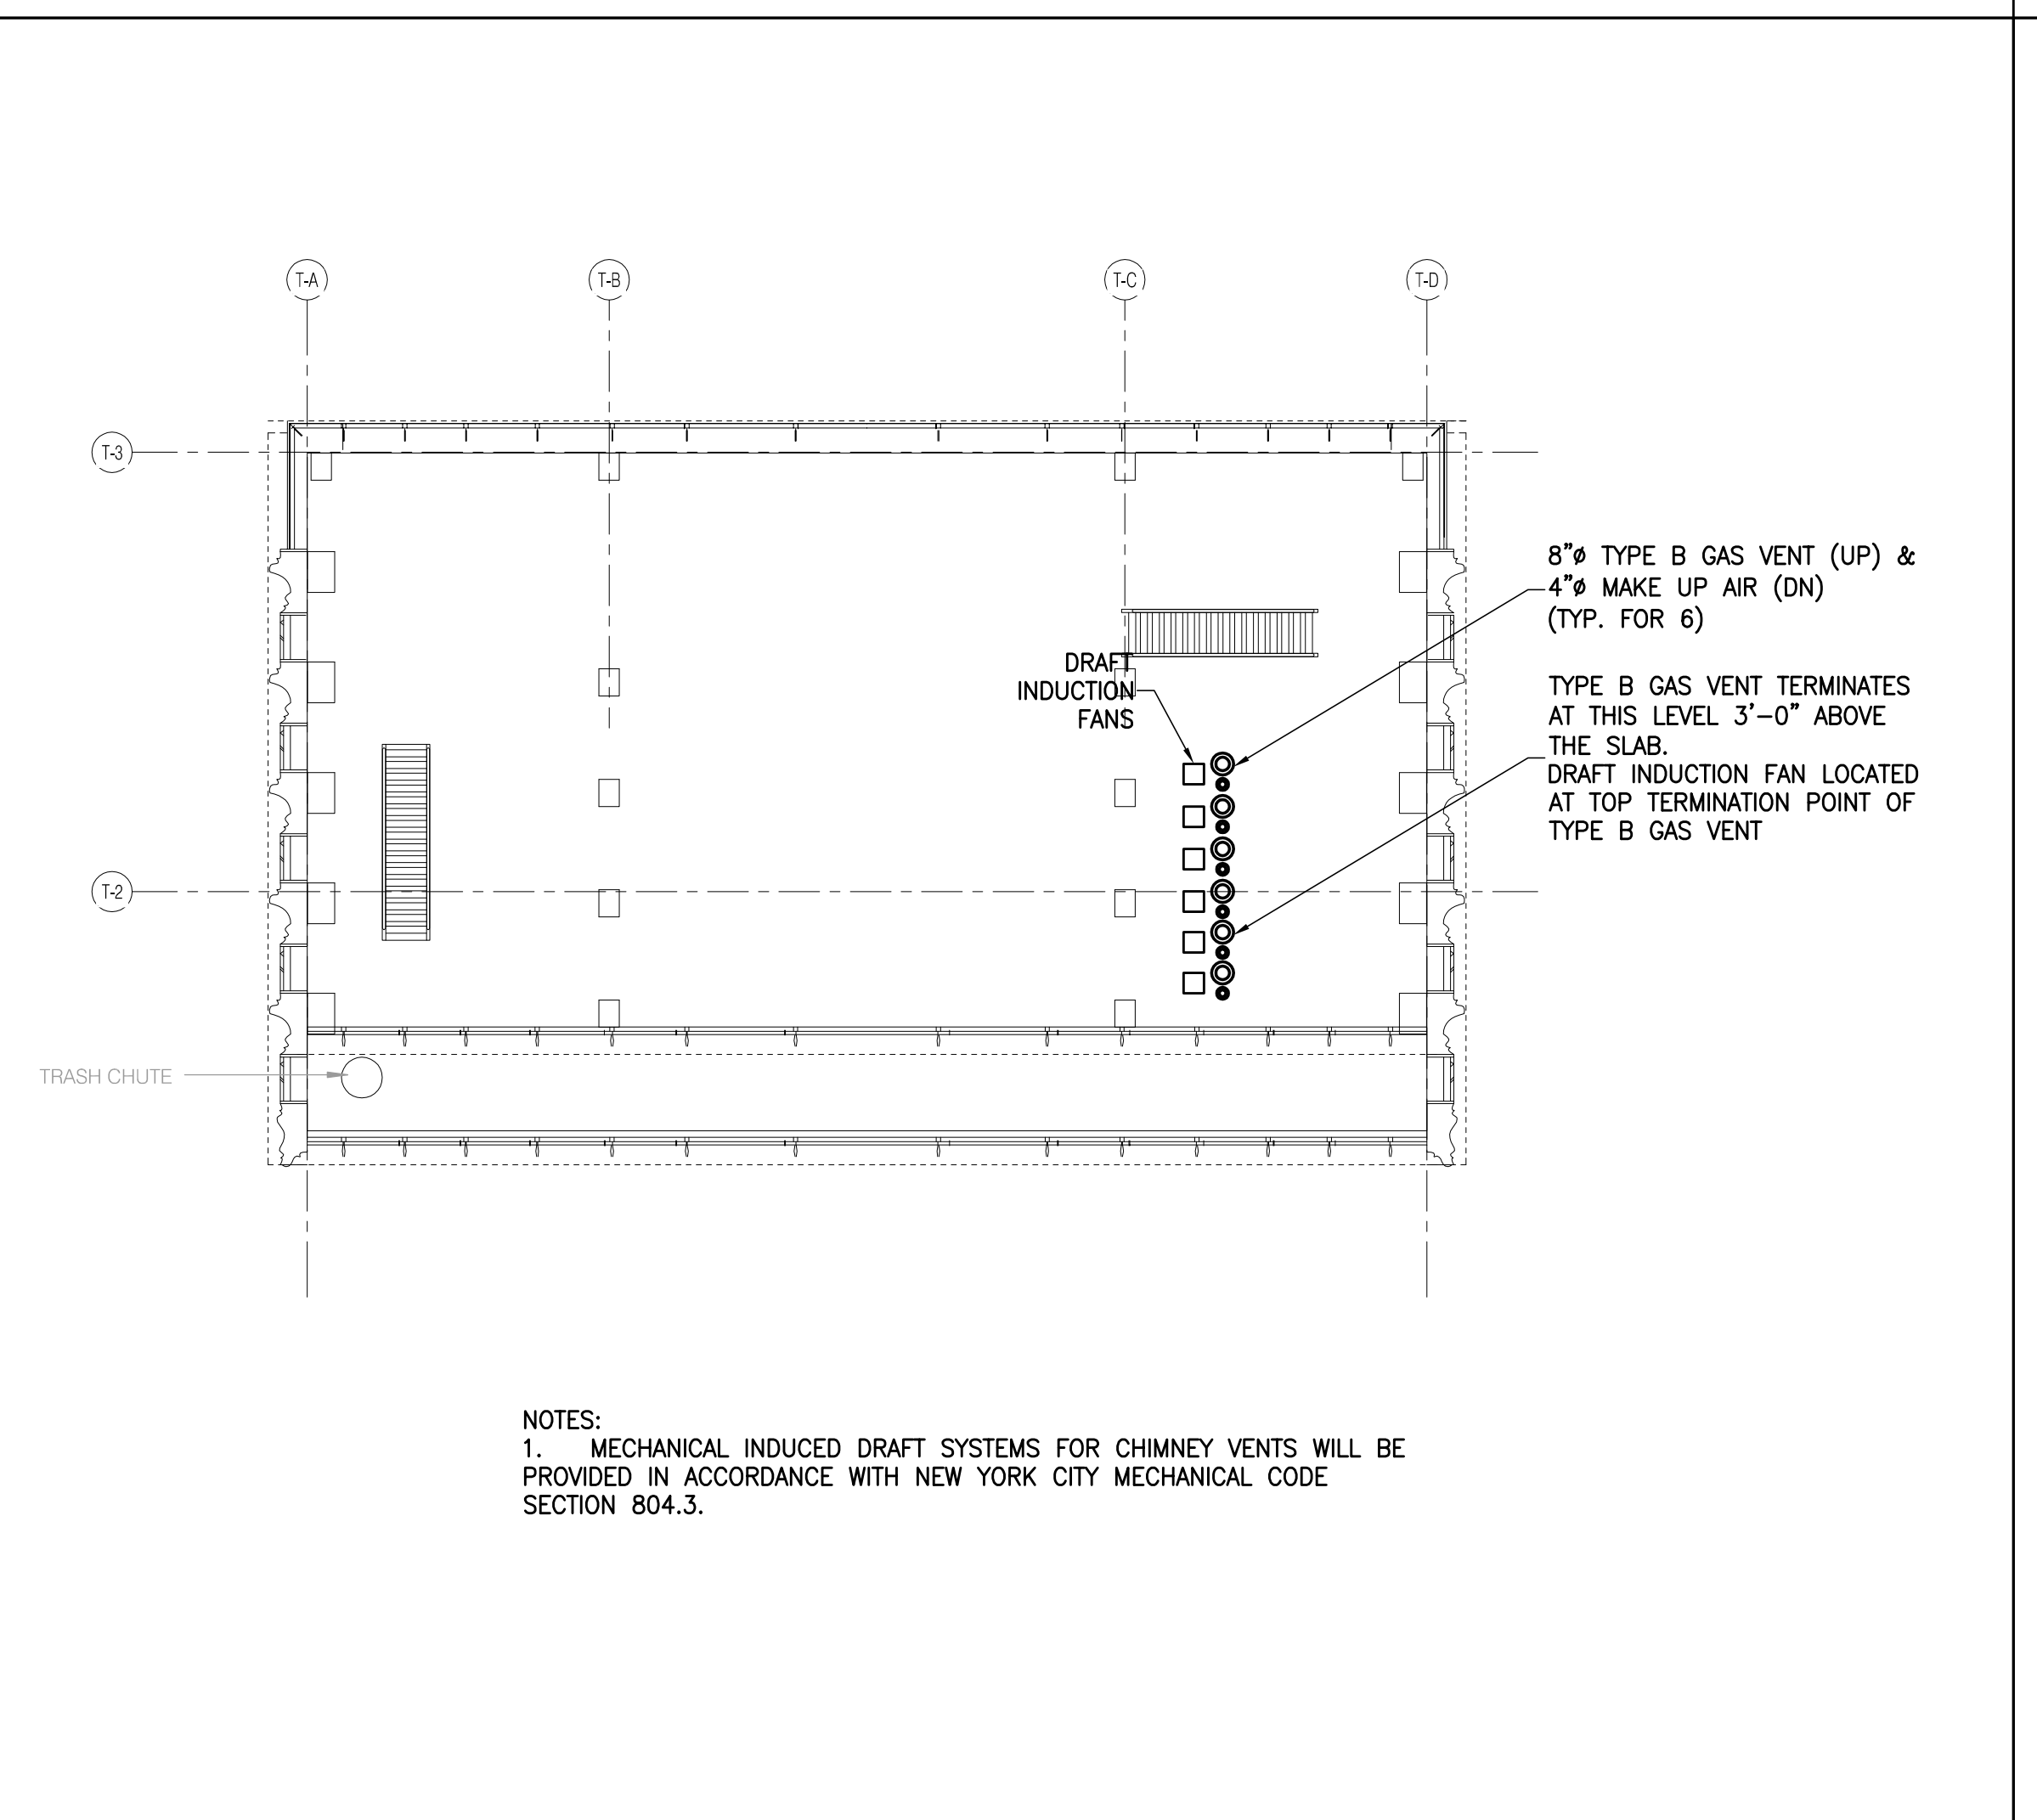 T-A
T-B
T-C
T-D
T-3
8"ø TYPE B GAS VENT (UP) &
4"ø MAKE UP AIR (DN)
(TYP. FOR 6)
DRAFT
INDUCTION
FANS
TYPE B GAS VENT TERMINATES
AT THIS LEVEL 3'-0" ABOVE
THE SLAB.
DRAFT INDUCTION FAN LOCATED
AT TOP TERMINATION POINT OF
TYPE B GAS VENT
T-2
TRASH CHUTE
NOTES:
1. MECHANICAL INDUCED DRAFT SYSTEMS FOR CHIMNEY VENTS WILL BE
PROVIDED IN ACCORDANCE WITH NEW YORK CITY MECHANICAL CODE
SECTION 804.3.